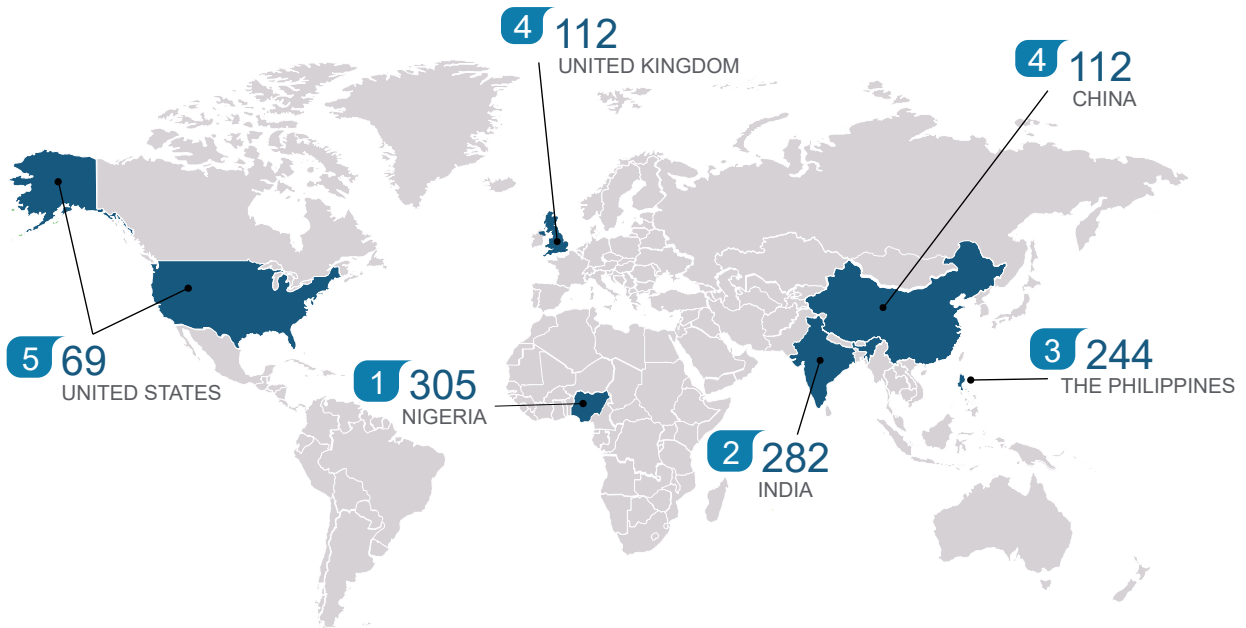 4 112
UNITED KINGDOM
4 112
CHINA
5 69
UNITED STATES
1 305
NIGERIA
3 244
THE PHILIPPINES
2 282
INDIA